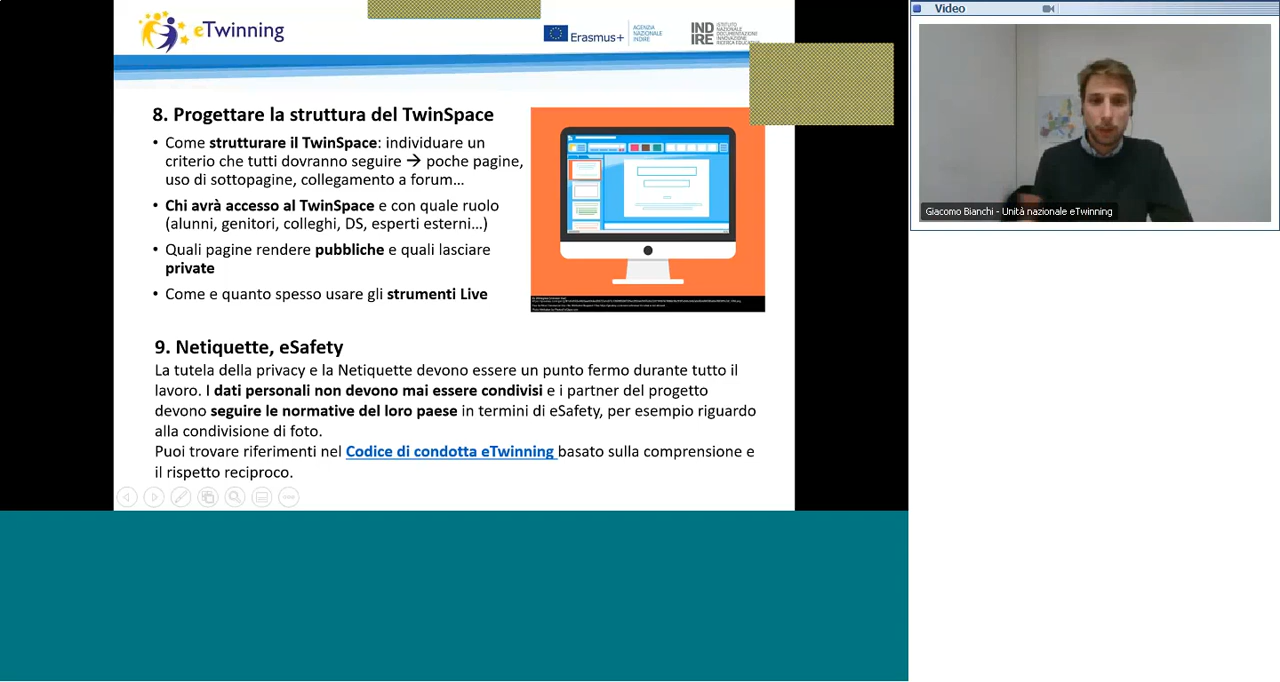 eTwinning
Erasmus+
AGENZIA
NAZIONALE
INDIRE
IND
IRE
ISTITUTO
NAZIONALE
DOCUMENTAZIONE
INNOVAZIONE
RICERCA EDUCATIVA
Video
Giacomo Bianchi - Unità nazionale eTwinning
8. Progettare la struttura del TwinSpace
• Come strutturare il TwinSpace: individuare un
criterio che tutti dovranno seguire → poche pagine,
uso di sottopagine, collegamento a forum...
• Chi avrà accesso al TwinSpace e con quale ruolo
(alunni, genitori, colleghi, DS, esperti esterni...)
• Quali pagine rendere pubbliche e quali lasciare
private
• Come e quanto spesso usare gli strumenti Live
9. Netiquette, eSafety
La tutela della privacy e la Netiquette devono essere un punto fermo durante tutto il
lavoro. I dati personali non devono mai essere condivisi e i partner del progetto
devono seguire le normative del loro paese in termini di eSafety, per esempio riguardo
alla condivisione di foto.
Puoi trovare riferimenti nel Codice di condotta eTwinning basato sulla comprensione e
il rispetto reciproco.